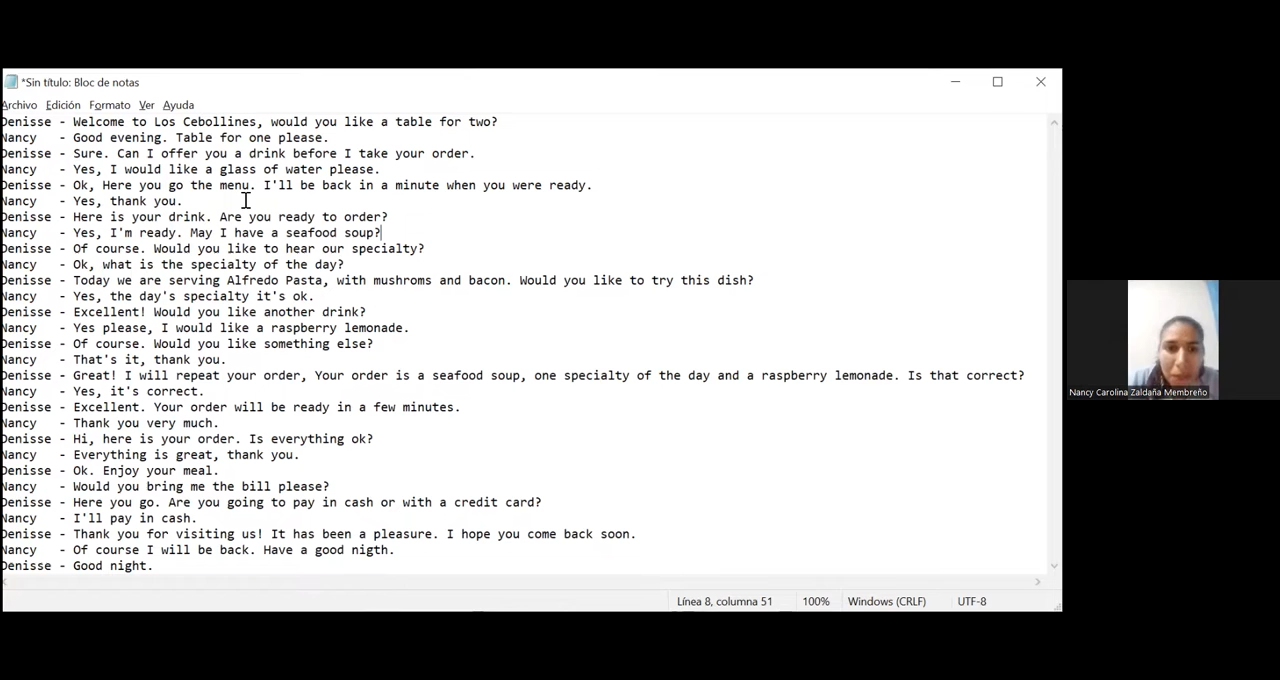 *Sin título: Bloc de notas
Archivo Edición Formato Ver Ayuda
Denisse - Welcome to Los Cebollines, would you like a table for two?
Nancy - Good evening. Table for one please.
Denisse - Sure. Can I offer you a drink before I take your order.
Nancy - Yes, I would like a glass of water please.
Denisse - Ok, Here you go the menu. I'll be back in a minute when you were ready.
Nancy - Yes, thank you.
Denisse - Here is your drink. Are you ready to order?
Nancy - Yes, I'm ready. May I have a seafood soup?
Denisse - Of course. Would you like to hear our specialty?
Nancy - Ok, what is the specialty of the day?
Denisse - Today we are serving Alfredo Pasta, with mushroms and bacon. Would you like to try this dish?
Nancy - Yes, the day's specialty it's ok.
Denisse - Excellent! Would you like another drink?
Nancy - Yes please, I would like a raspberry lemonade.
Denisse - Of course. Would you like something else?
Nancy - That's it, thank you.
Denisse - Great! I will repeat your order, Your order is a seafood soup, one specialty of the day and a raspberry lemonade. Is that correct?
Nancy - Yes, it's correct.
Denisse - Excellent. Your order will be ready in a few minutes.
Nancy - Thank you very much.
Denisse - Hi, here is your order. Is everything ok?
Nancy - Everything is great, thank you.
Denisse - Ok. Enjoy your meal.
Nancy - Would you bring me the bill please?
Denisse - Here you go. Are you going to pay in cash or with a credit card?
Nancy - I'll pay in cash.
Denisse - Thank you for visiting us! It has been a pleasure. I hope you come back soon.
Nancy - Of course I will be back. Have a good nigth.
Denisse - Good night.
Línea 8, columna 51 100% Windows (CRLF) UTF-8
Nancy Carolina Zaldaña Membreño